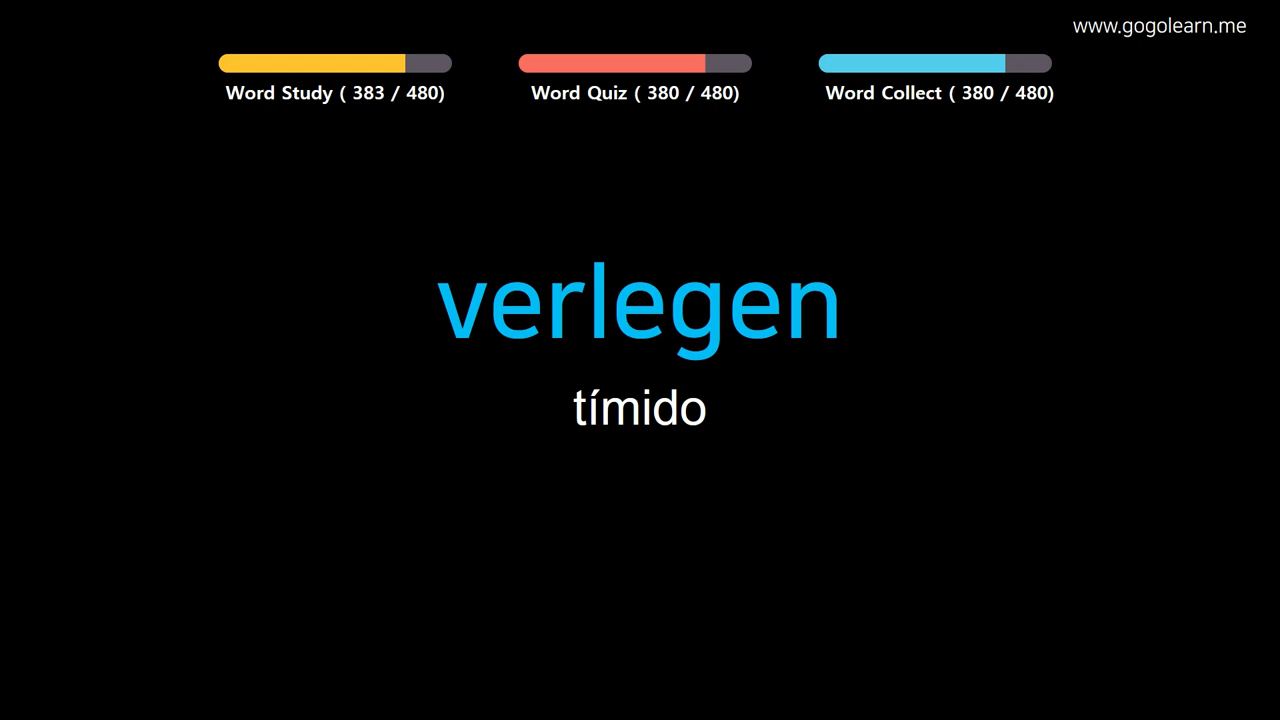 www.gogolearn.me
Word Study ( 383 / 480)
Word Quiz ( 380 / 480)
Word Collect ( 380 / 480)
verlegen
tímido